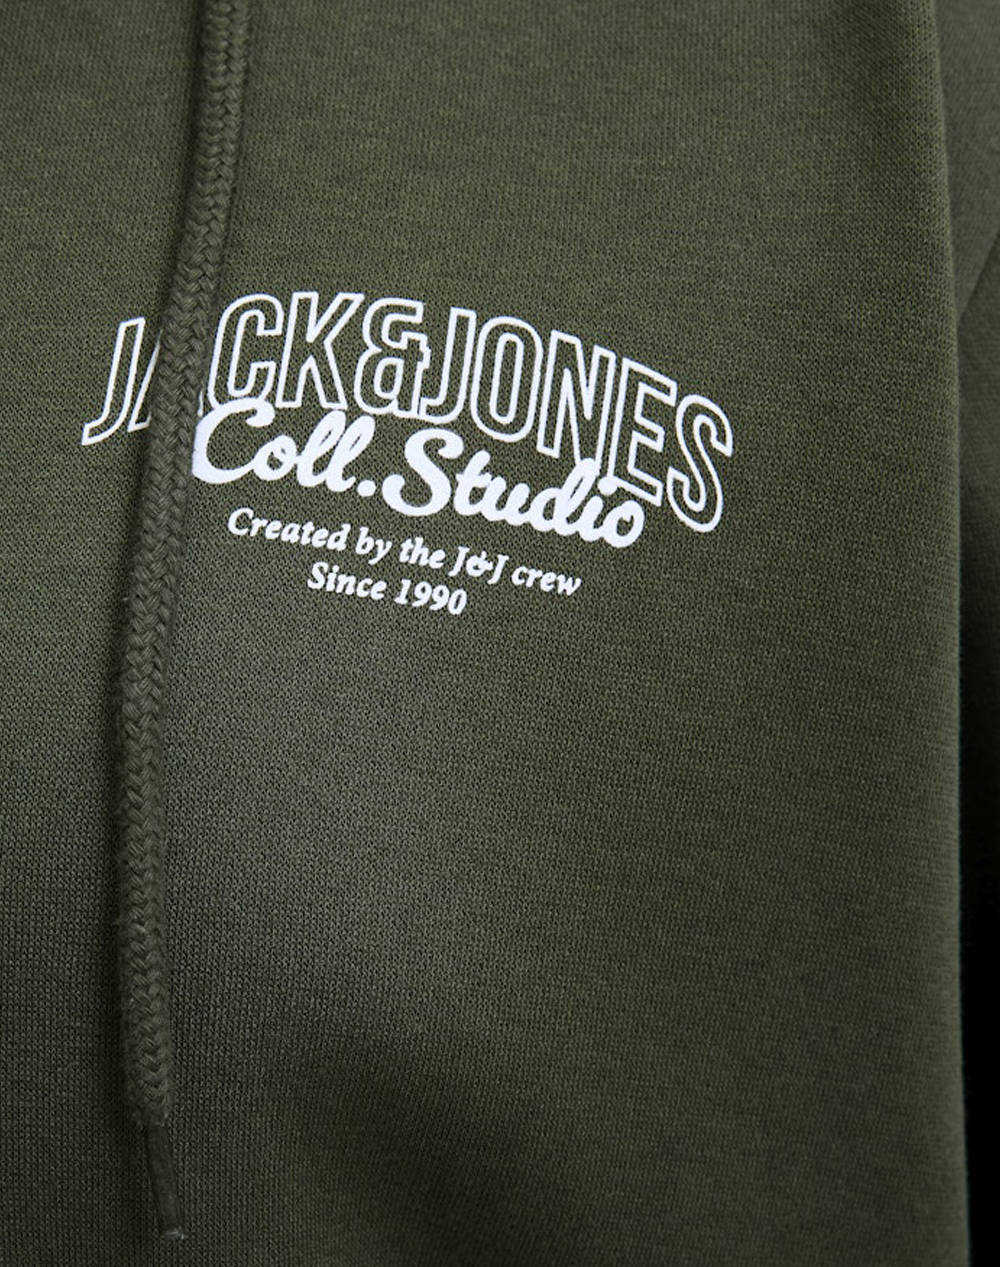 JACK&JONES
Coll.Studio
Created by the J&J crew
Since 1990